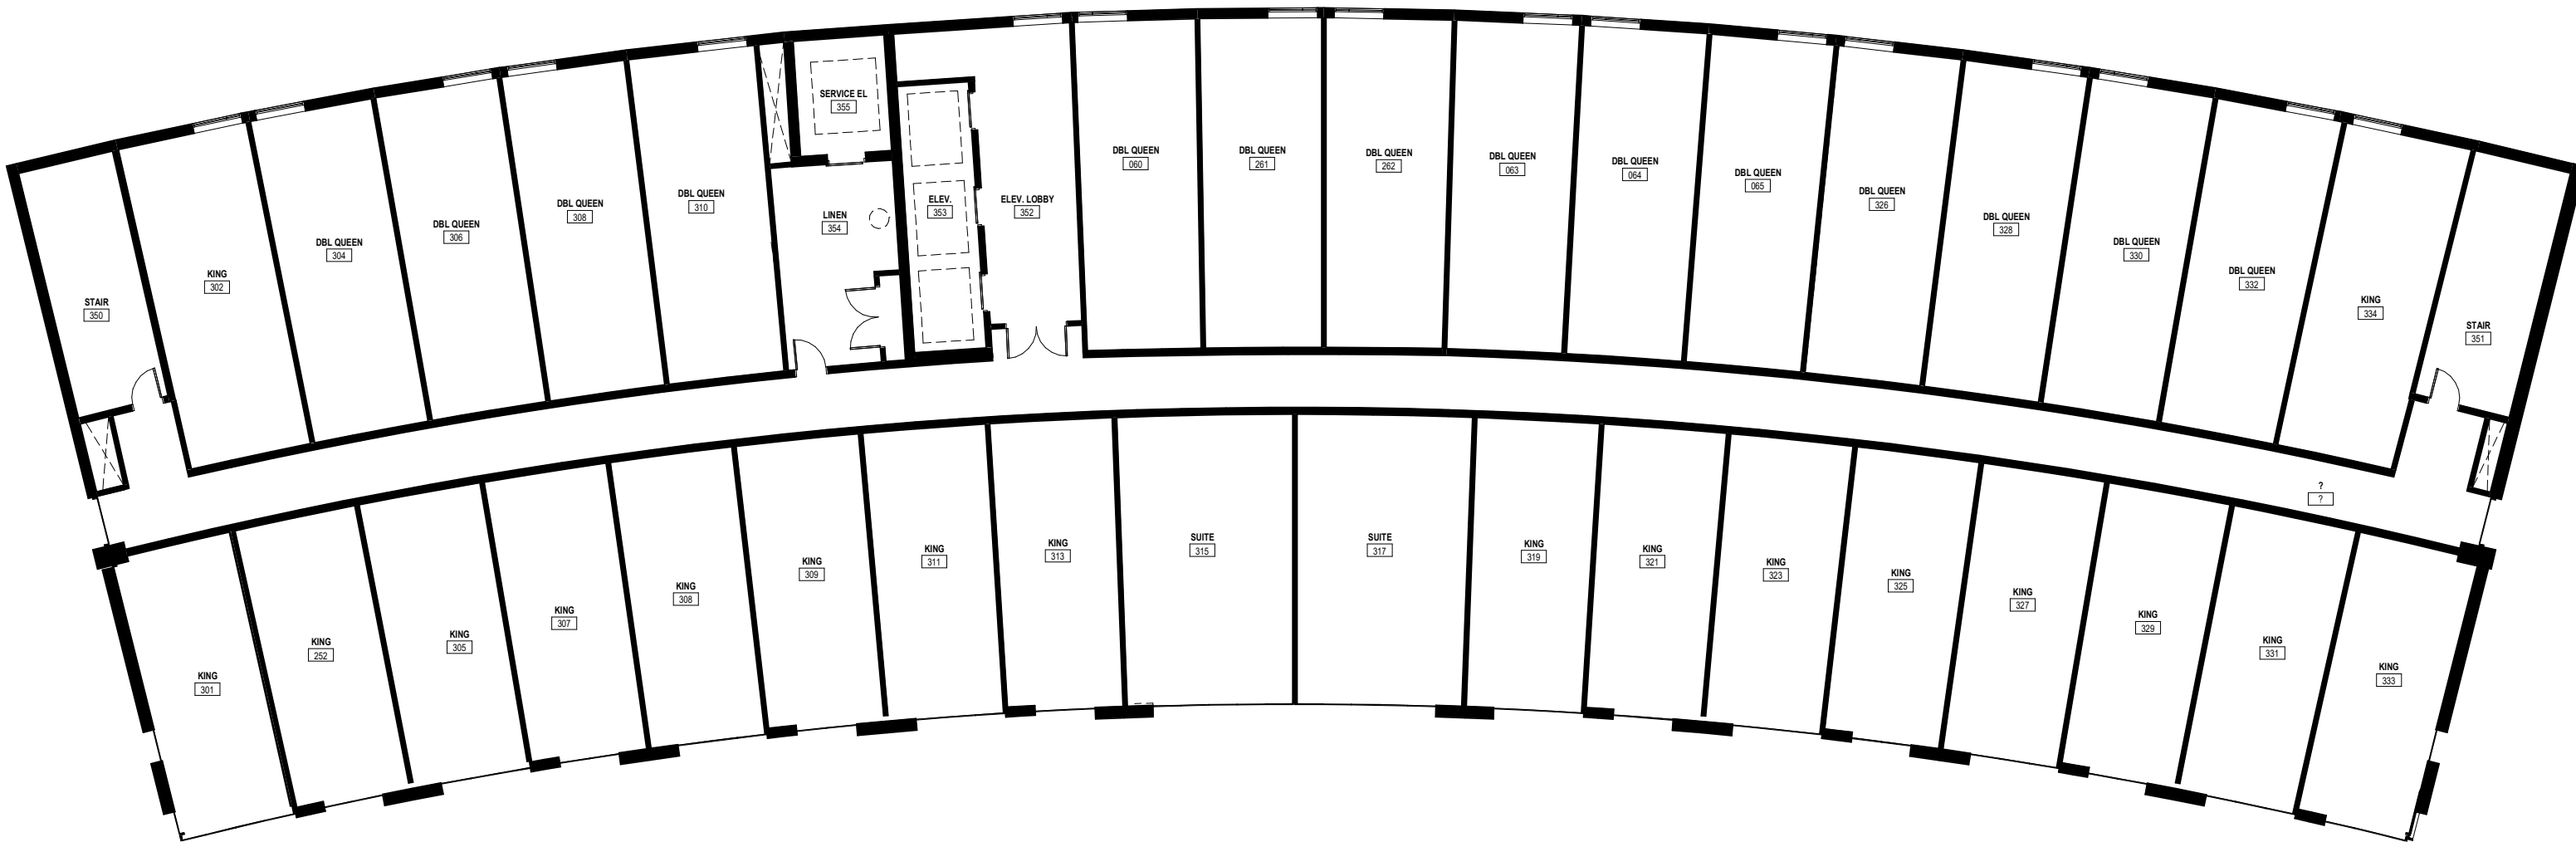 STAIR
350
KING
302
DBL QUEEN
304
DBL QUEEN
306
DBL QUEEN
308
DBL QUEEN
310
SERVICE EL
355
LINEN
354
ELEV.
353
ELEV. LOBBY
352
DBL QUEEN
060
DBL QUEEN
261
DBL QUEEN
262
DBL QUEEN
063
DBL QUEEN
064
DBL QUEEN
065
DBL QUEEN
326
DBL QUEEN
328
DBL QUEEN
330
DBL QUEEN
332
KING
334
STAIR
351
?
?
KING
301
KING
252
KING
305
KING
307
KING
308
KING
309
KING
311
KING
313
SUITE
315
SUITE
317
KING
319
KING
321
KING
323
KING
325
KING
327
KING
329
KING
331
KING
333